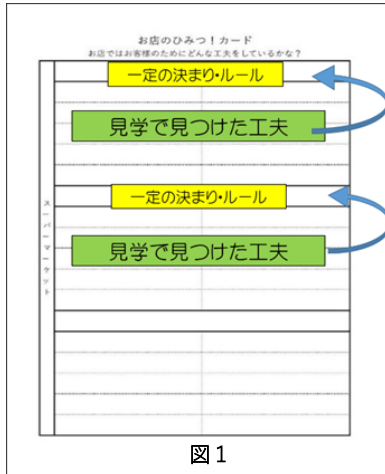 お店のひみつ！カード
お店ではお客様のためにどんな工夫をしているかな？
一定の決まり・ルール
見学で見つけた工夫
一定の決まり・ルール
見学で見つけた工夫
スーパーマーケット
図１